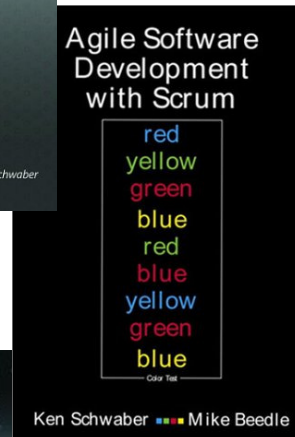 Agile Software
Development
with Scrum
red
yellow
green
blue
red
blue
yellow
green
blue
Color Test
Ken Schwaber Mike Beedle
chwaber